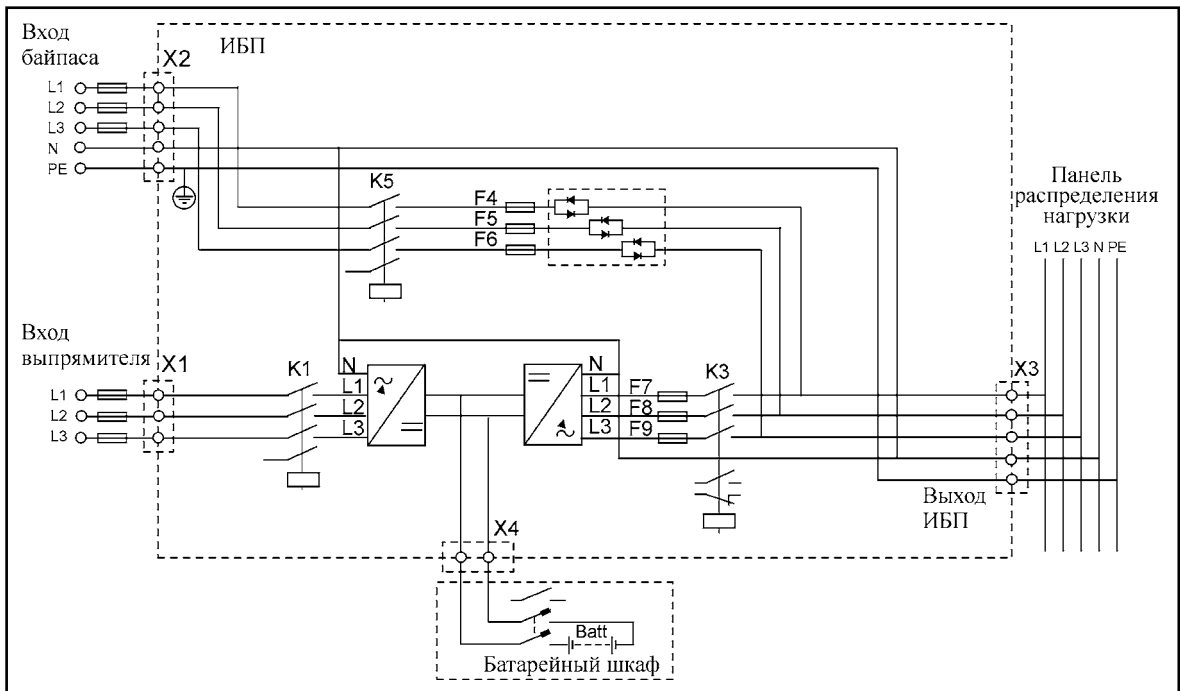 Вход
байпаса
X2
ИБП
L1
L2
L3
N
PE
K5
F4
F5
F6
Панель
распределения
нагрузки
L1 L2 L3 N PE
Вход
выпрямителя
X1
K1
N
L1
L2
L3
N
L1
L2
L3
F7
F8
F9
K3
X3
L1
L2
L3
Выход
ИБП
X4
Batt
Батарейный шкаф